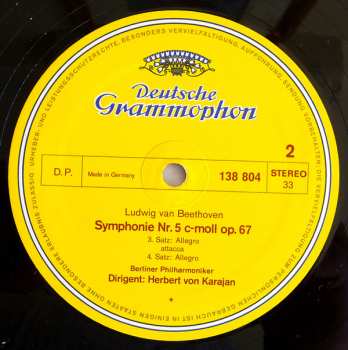 Deutsche
Grammophon
D. P.
Made in Germany
138 804
2
STEREO
33
Ludwig van Beethoven
Symphonie Nr. 5 c-moll op. 67
3. Satz: Allegro
attacca
4. Satz: Allegro
Berliner Philharmoniker
Dirigent: Herbert von Karajan